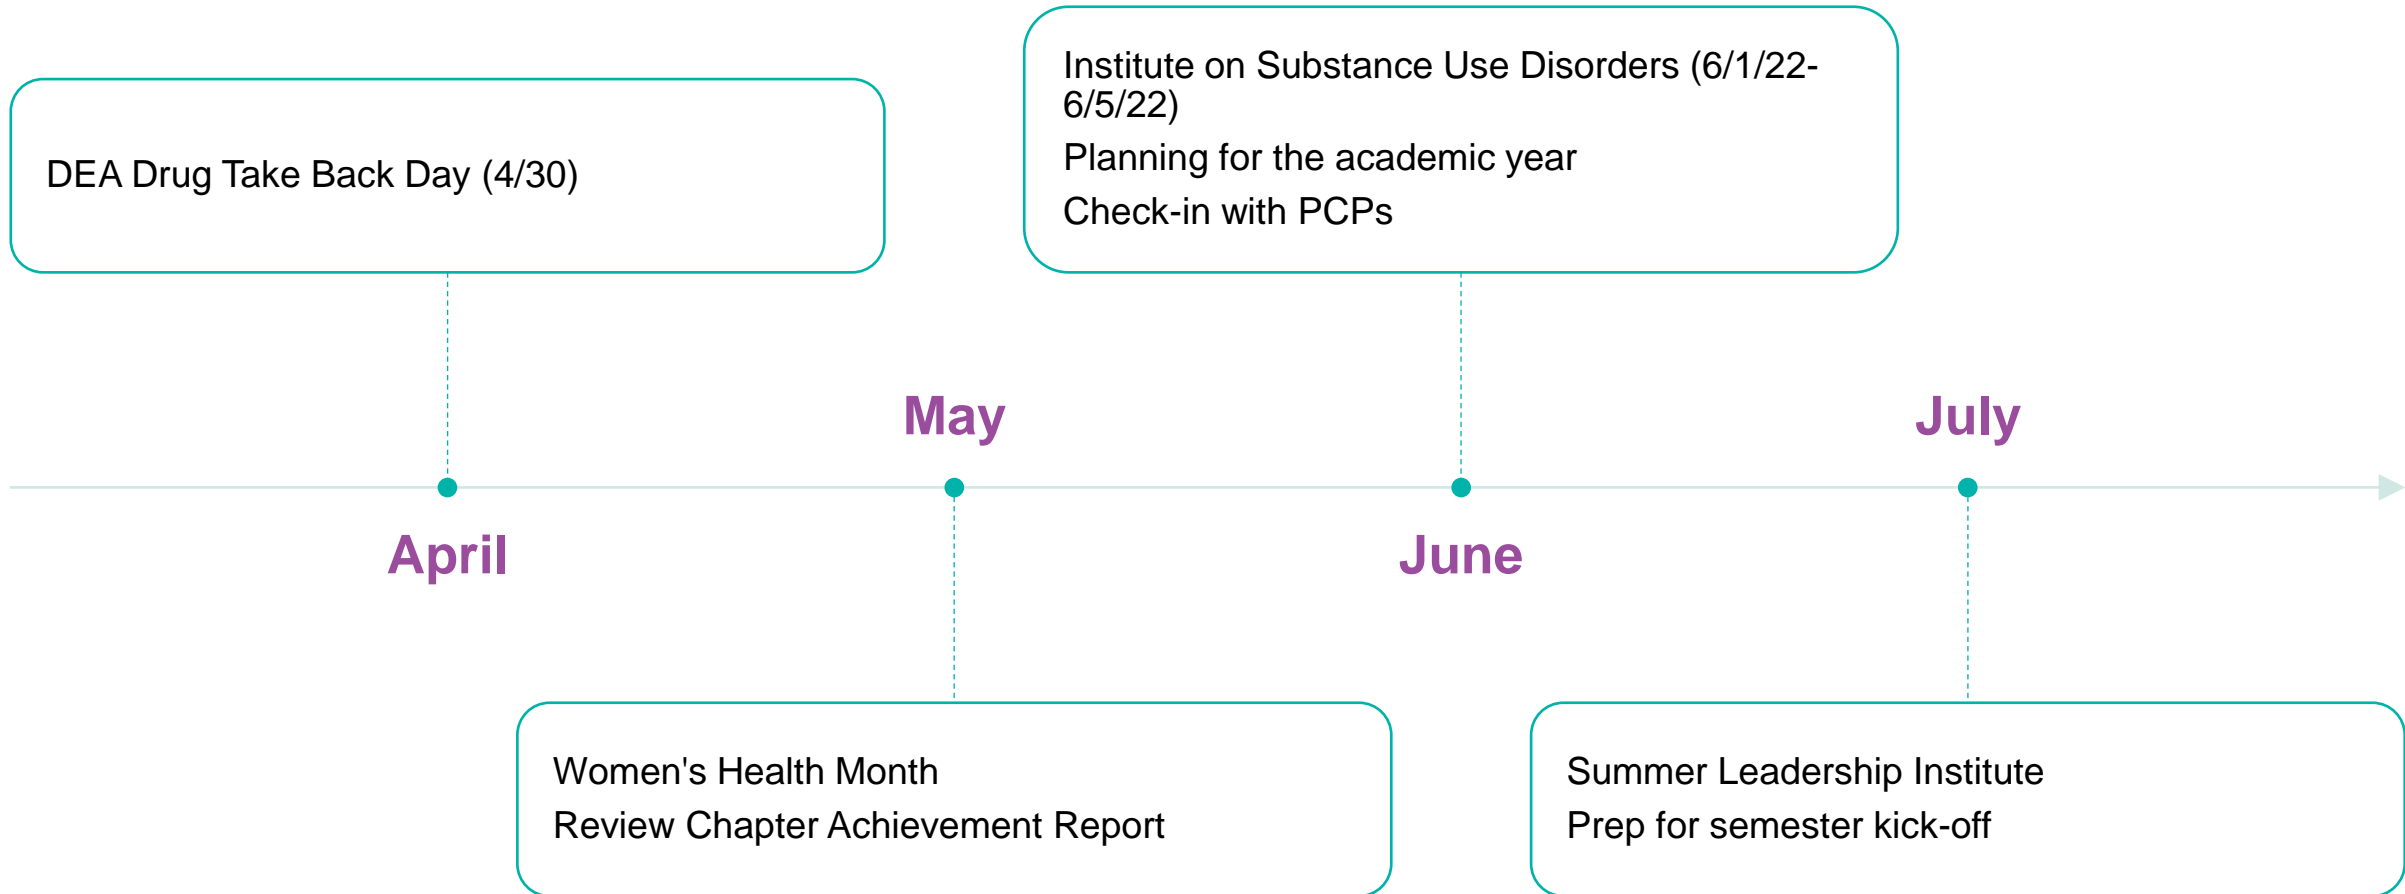 DEA Drug Take Back Day (4/30)
Institute on Substance Use Disorders (6/1/22-
6/5/22)
Planning for the academic year
Check-in with PCPs
May
July
April
June
Women's Health Month
Review Chapter Achievement Report
Summer Leadership Institute
Prep for semester kick-off